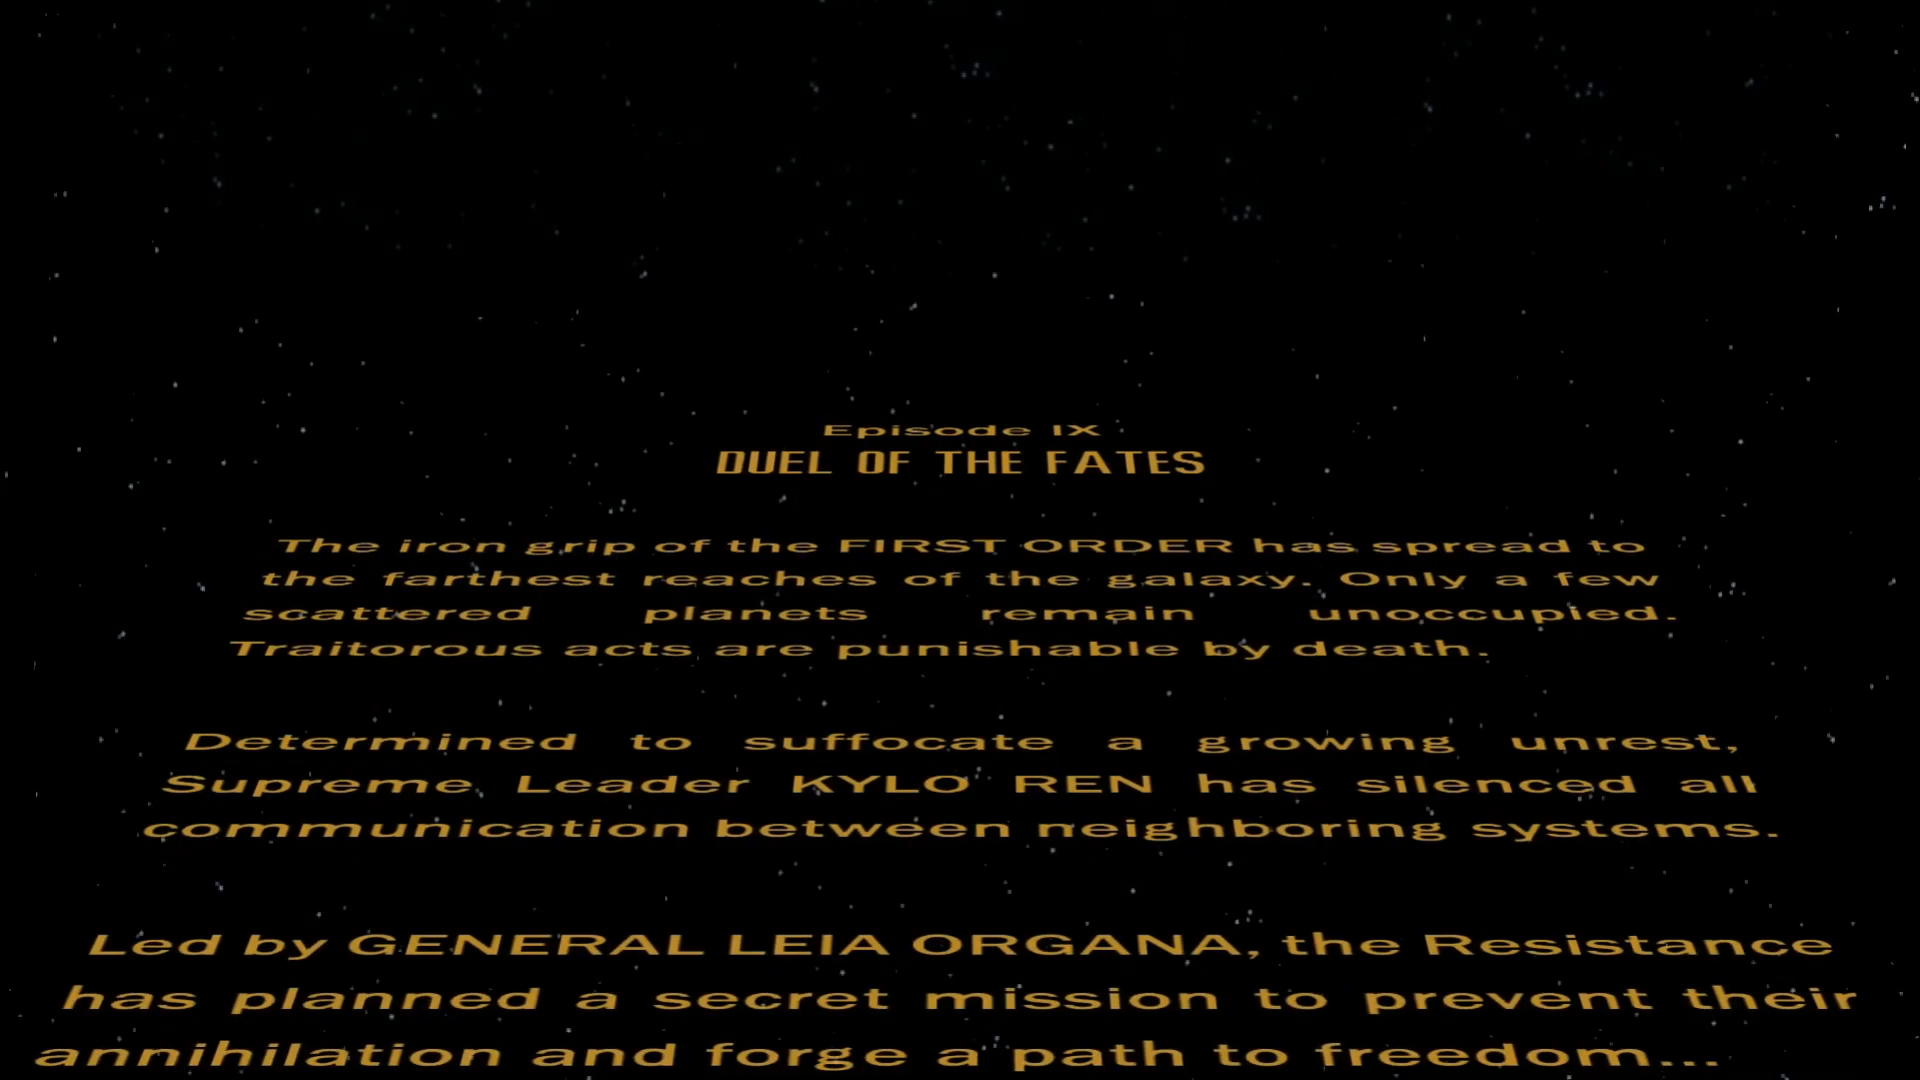 Episode IX
DUEL OF THE FATES
The iron grip of the FIRST ORDER has spread to
the farthest reaches of the galaxy. Only a few
scattered planets remain unoccupied.
Traitorous acts are punishable by death.
Determined to suffocate a growing unrest,
Supreme Leader KYLO REN has silenced all
communication between neighboring systems.
Led by GENERAL LEIA ORGANA, the Resistance
has planned a secret mission to prevent their
annihilation and forge a path to freedom...